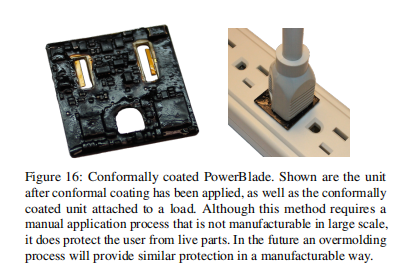 Figure 16: Conformally coated PowerBlade. Shown are the unit
after conformal coating has been applied, as well as the conformally
coated unit attached to a load. Although this method requires a
manual application process that is not manufacturable in large scale,
it does protect the user from live parts. In the future an overmolding
process will provide similar protection in a manufacturable way.